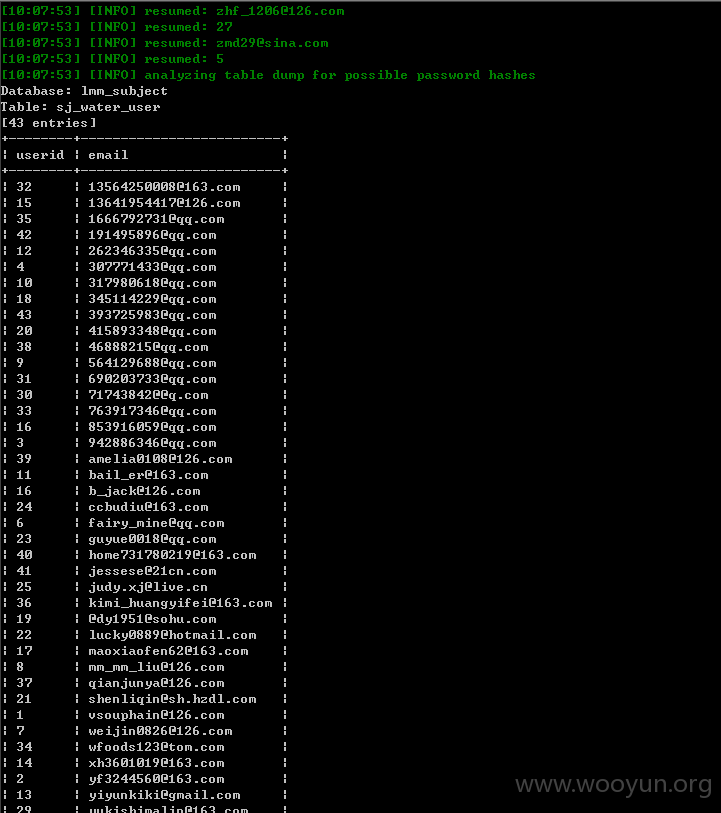 [10:07:53] [INFO] resumed: zhf_1206@126.com
[10:07:53] [INFO] resumed: 27
[10:07:53] [INFO] resumed: zmd29@sina.com
[10:07:53] [INFO] resumed: 5
[10:07:53] [INFO] analyzing table dump for possible password hashes
Database: lmm_subject
Table: sj_water_user
[43 entries]
+--------+--------------------------+
¦ userid ¦ email ¦
+--------+--------------------------+
¦ 32 ¦ 13564250008@163.com ¦
¦ 15 ¦ 13641954417@126.com ¦
¦ 35 ¦ 1666792731@qq.com ¦
¦ 42 ¦ 191495896@qq.com ¦
¦ 12 ¦ 262346335@qq.com ¦
¦ 4 ¦ 307771433@qq.com ¦
¦ 10 ¦ 317980618@qq.com ¦
¦ 18 ¦ 345114229@qq.com ¦
¦ 43 ¦ 393725983@qq.com ¦
¦ 20 ¦ 415893348@qq.com ¦
¦ 38 ¦ 46888215@qq.com ¦
¦ 9 ¦ 564129688@qq.com ¦
¦ 31 ¦ 690203733@qq.com ¦
¦ 30 ¦ 71743842@@q.com ¦
¦ 33 ¦ 763917346@qq.com ¦
¦ 16 ¦ 853916059@qq.com ¦
¦ 3 ¦ 942886346@qq.com ¦
¦ 39 ¦ amelia0108@126.com ¦
¦ 11 ¦ bail_er@163.com ¦
¦ 16 ¦ b_jack@126.com ¦
¦ 24 ¦ ccbudiu@163.com ¦
¦ 6 ¦ fairy_mine@qq.com ¦
¦ 23 ¦ guyue0018@qq.com ¦
¦ 40 ¦ home731780219@163.com ¦
¦ 41 ¦ jessese@21cn.com ¦
¦ 25 ¦ judy.xj@live.cn ¦
¦ 36 ¦ kimi_huangyifei@163.com ¦
¦ 19 ¦ @dy1951@sohu.com ¦
¦ 22 ¦ lucky0889@hotmail.com ¦
¦ 17 ¦ maoxiaofen62@163.com ¦
¦ 8 ¦ mm_mm_liu@126.com ¦
¦ 37 ¦ qianjunya@126.com ¦
¦ 21 ¦ shenliqin@sh.hzdl.com ¦
¦ 1 ¦ vsouphain@126.com ¦
¦ 7 ¦ weijin0826@126.com ¦
¦ 34 ¦ wfoods123@tom.com ¦
¦ 14 ¦ xh3601019@163.com ¦
¦ 2 ¦ yf3244560@163.com ¦
¦ 13 ¦ yiyunkiki@gmail.com ¦
¦ 29 ¦ yukishimalin@163.com ¦
www.wooyun.org